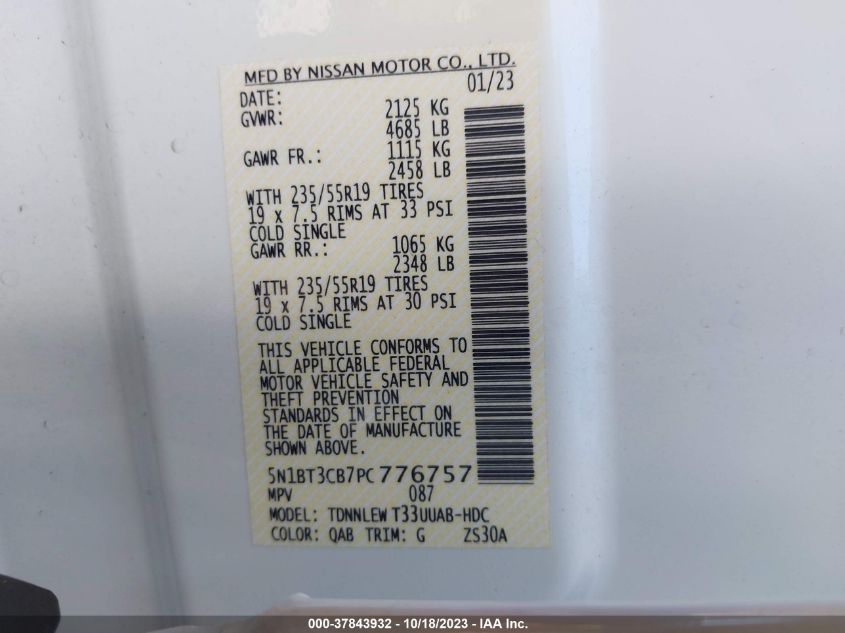 MFD BY NISSAN MOTOR CO., LTD.
DATE: 01/23
GVWR: 2125 KG
4685 LB
GAWR FR.: 1115 KG
2458 LB
WITH 235/55R19 TIRES
19 x 7.5 RIMS AT 33 PSI
COLD SINGLE
GAWR RR.: 1065 KG
2348 LB
WITH 235/55R19 TIRES
19 x 7.5 RIMS AT 30 PSI
COLD SINGLE
THIS VEHICLE CONFORMS TO
ALL APPLICABLE FEDERAL
MOTOR VEHICLE SAFETY AND
THEFT PREVENTION
STANDARDS IN EFFECT ON
THE DATE OF MANUFACTURE
SHOWN ABOVE.
5N1BT3CB7PC776757
MPV 087
MODEL: TDNNLEW T33UUAB-HDC
COLOR: QAB TRIM: G ZS30A
000-37843932 - 10/18/2023 - IAA Inc.